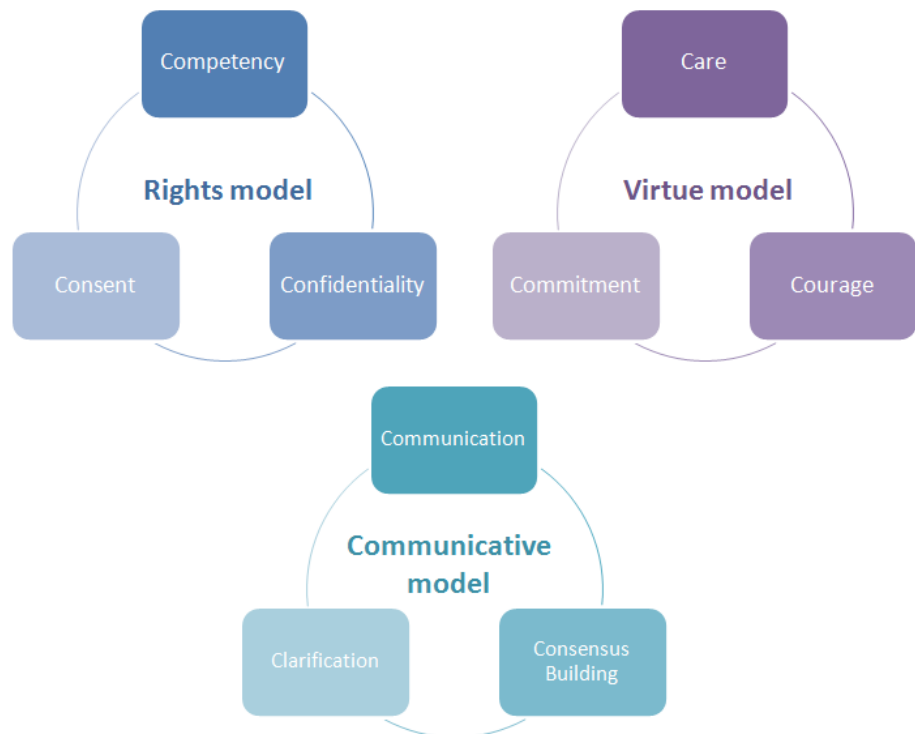 Competency
Rights model
Consent
Confidentiality
Care
Virtue model
Commitment
Courage
Communication
Communicative
model
Clarification
Consensus
Building